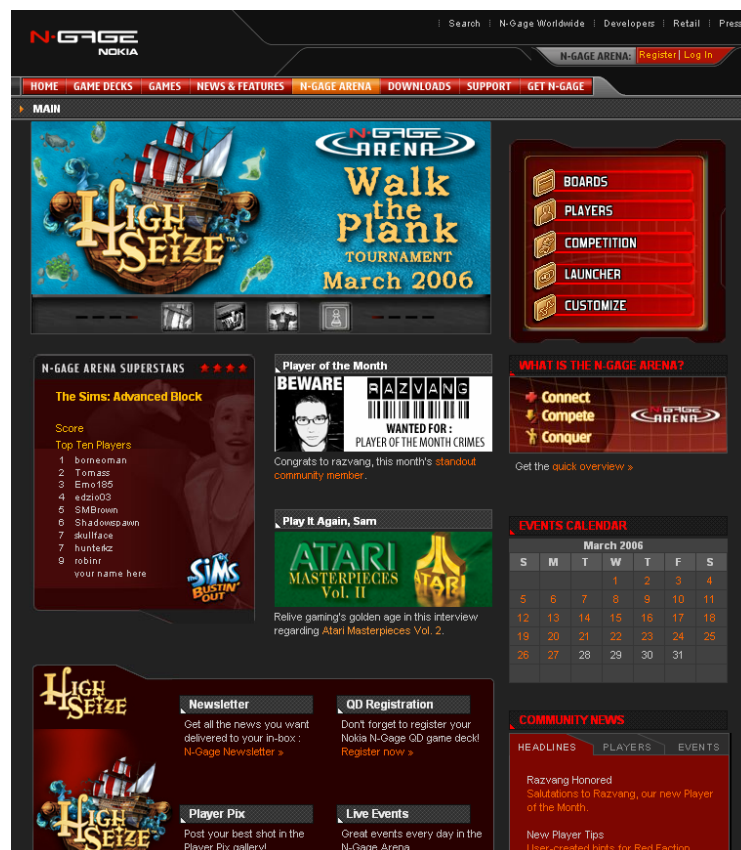 Search | N-Gage Worldwide | Developers | Retail | Press
N-GAGE
NOKIA
N-GAGE ARENA: Register | Log In
HOME GAME DECKS GAMES NEWS & FEATURES N-GAGE ARENA DOWNLOADS SUPPORT GET N-GAGE
MAIN
HIGH SEIZE™
N-GAGE
ARENA
Walk
the
Plank
TOURNAMENT
March 2006
BOARDS
PLAYERS
COMPETITION
LAUNCHER
CUSTOMIZE
N-GAGE ARENA SUPERSTARS
The Sims: Advanced Block
Score
Top Ten Players
1 borneoman
2 Tomass
3 Emo185
4 edzio03
5 SMBrown
6 Shadowspawn
7 skullface
7 hunterkz
9 robinr
your name here
THE SIMS
BUSTIN'
OUT
Player of the Month
BEWARE RAZVANG
WANTED FOR :
PLAYER OF THE MONTH CRIMES
Congrats to razvang, this month's standout
community member.
Play It Again, Sam
ATARI
MASTERPIECES
Vol. II
ATARI
Relive gaming's golden age in this interview
regarding Atari Masterpieces Vol. 2.
WHAT IS THE N-GAGE ARENA?
Connect
Compete
Conquer
N-GAGE
ARENA
Get the quick overview »
EVENTS CALENDAR
March 2006
S M T W T F S
1 2 3 4
5 6 7 8 9 10 11
12 13 14 15 16 17 18
19 20 21 22 23 24 25
26 27 28 29 30 31
HIGH
SEIZE
HIGH
SEIZE
Newsletter
Get all the news you want
delivered to your in-box :
N-Gage Newsletter »
QD Registration
Don't forget to register your
Nokia N-Gage QD game deck!
Register now »
Player Pix
Post your best shot in the
Player Pix gallery!
Live Events
Great events every day in the
N-Gage Arena
COMMUNITY NEWS
HEADLINES PLAYERS EVENTS
Razvang Honored
Salutations to Razvang, our new Player
of the Month.
New Player Tips
User-created hints for Red Faction